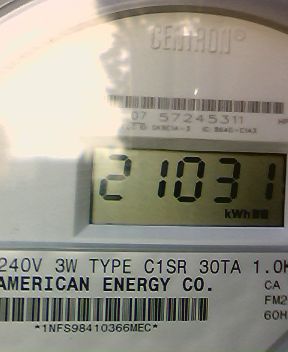 CENTRON®
07 57245311
21031
kWh
240V 3W TYPE C1SR 30TA 1.0K
AMERICAN ENERGY CO. CA
FM2
60H
*1NFS98410366MEC*